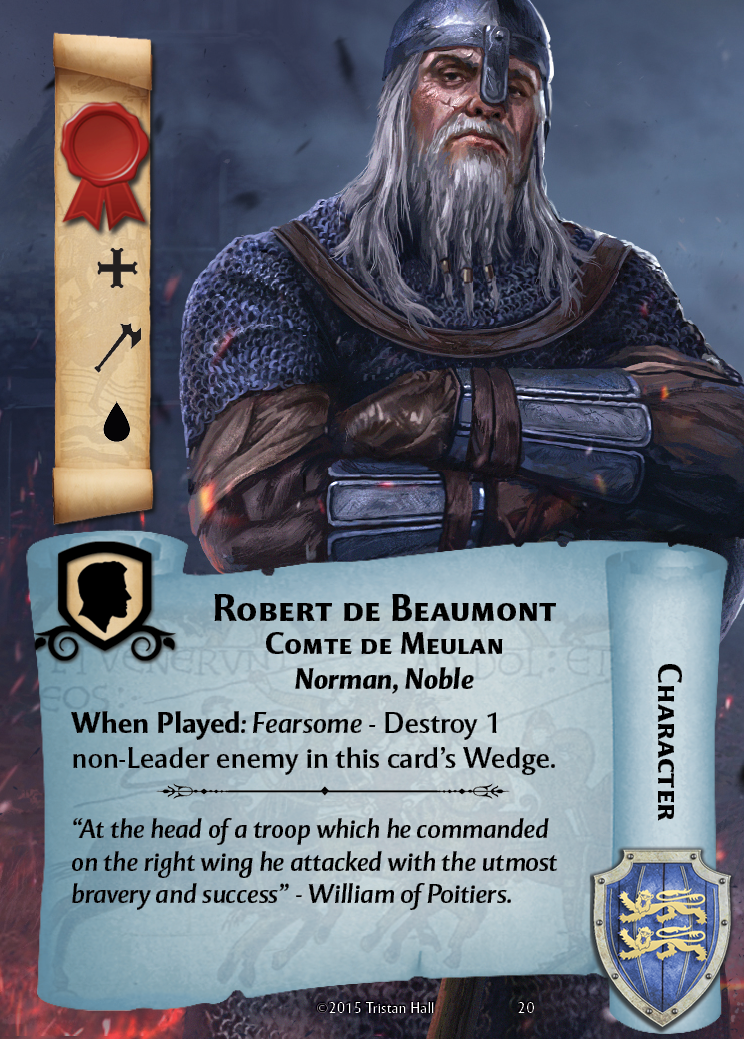 ROBERT DE BEAUMONT
COMTE DE MEULAN
Norman, Noble
When Played: Fearsome - Destroy 1
non-Leader enemy in this card's Wedge.
"At the head of a troop which he commanded
on the right wing he attacked with the utmost
bravery and success" - William of Poitiers.
CHARACTER
©2015 Tristan Hall
20